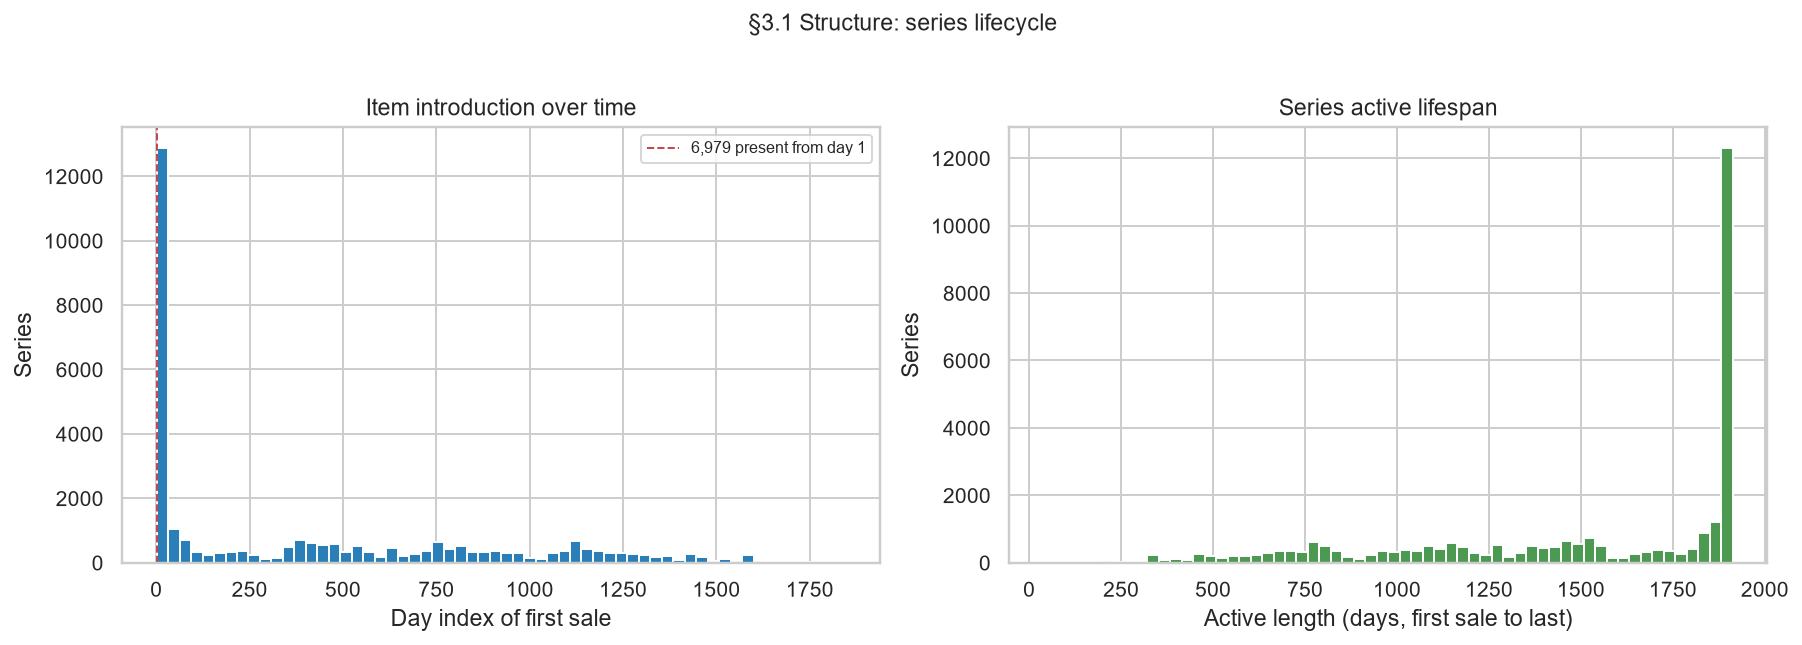 §3.1 Structure: series lifecycle
Item introduction over time
6,979 present from day 1
Series
12000
10000
8000
6000
4000
2000
0
0 250 500 750 1000 1250 1500 1750
Day index of first sale
Series active lifespan
Series
12000
10000
8000
6000
4000
2000
0
0 250 500 750 1000 1250 1500 1750 2000
Active length (days, first sale to last)